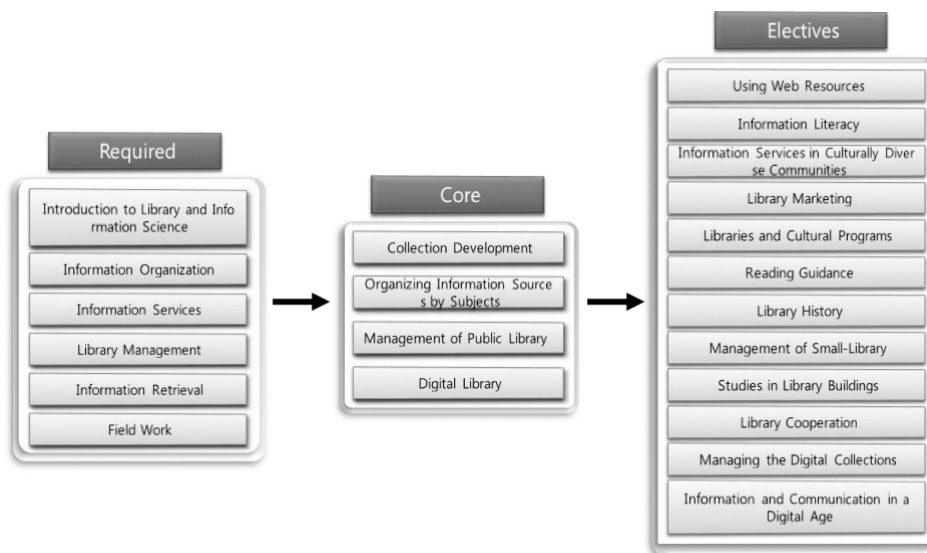 Required
Introduction to Library and Info
rmation Science
Information Organization
Information Services
Library Management
Information Retrieval
Field Work
Core
Collection Development
Organizing Information Source
s by Subjects
Management of Public Library
Digital Library
Electives
Using Web Resources
Information Literacy
Information Services in Culturally Diver
se Communities
Library Marketing
Libraries and Cultural Programs
Reading Guidance
Library History
Management of Small-Library
Studies in Library Buildings
Library Cooperation
Managing the Digital Collections
Information and Communication in a
Digital Age